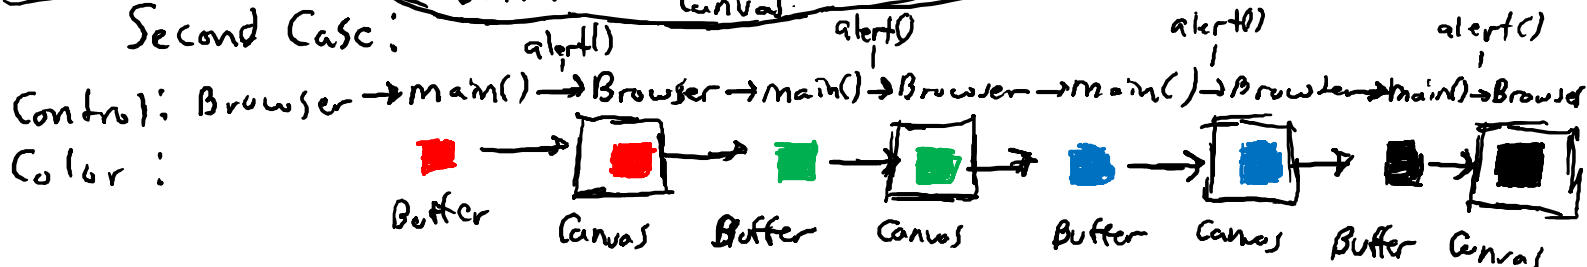 Canvas
Second Case:
alert() alert() alert() alert()
Control: Browser → main() → Browser → main() → Browser → main() → Browser → main() → Browser
Color:
Buffer Canvas Buffer Canvas Buffer Canvas Buffer Canvas